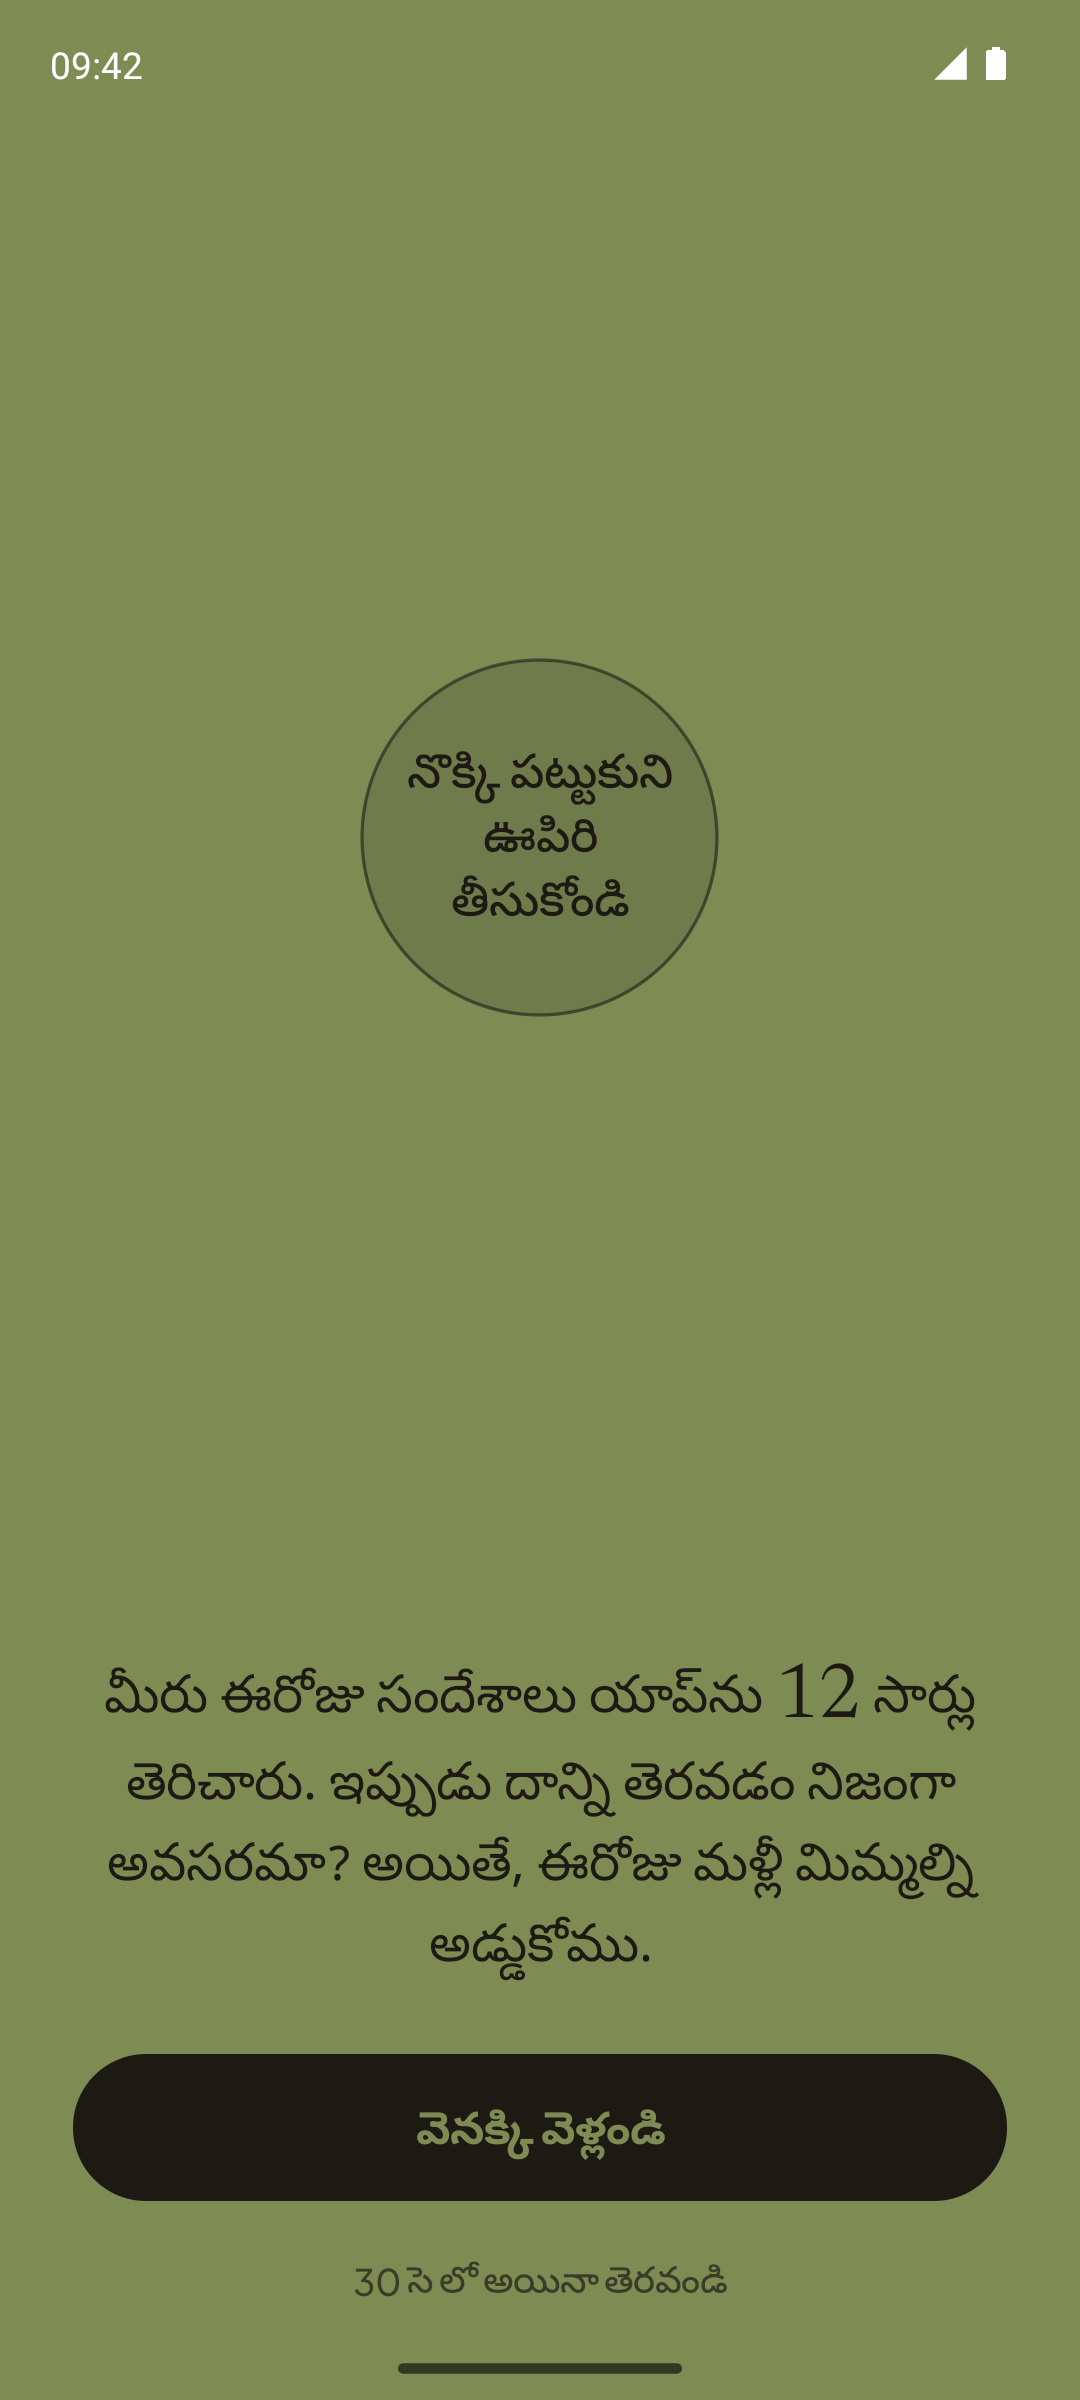 09:42
నొక్కి పట్టుకుని
ఊపిరి
తీసుకోండి
మీరు ఈరోజు సందేశాలు యాప్‌ను 12 సార్లు
తెరిచారు. ఇప్పుడు దాన్ని తెరవడం నిజంగా
అవసరమా? అయితే, ఈరోజు మళ్లీ మిమ్మల్ని
అడ్డుకోము.
వెనక్కి వెళ్లండి
30 సె లో అయినా తెరవండి